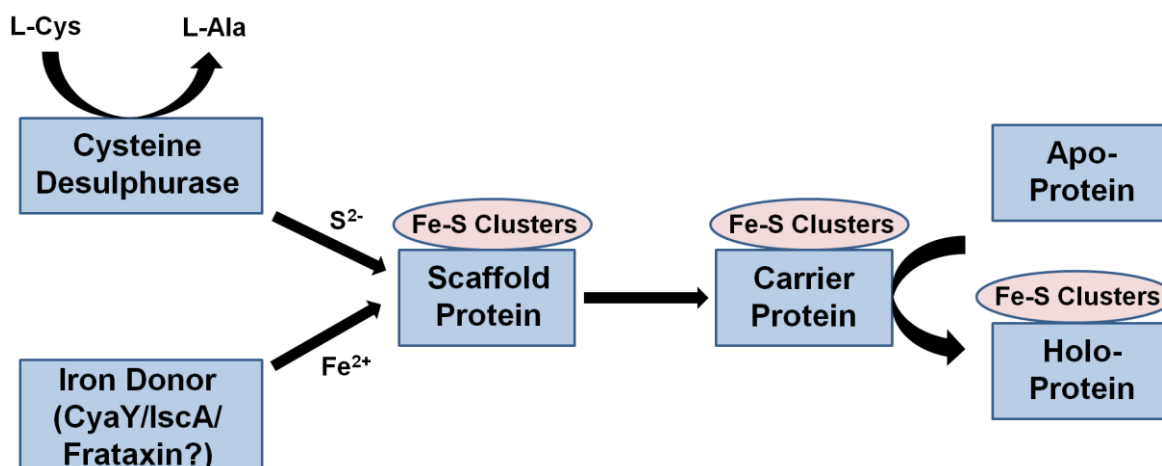 L-Cys
L-Ala
Cysteine
Desulphurase
S²⁻
Fe²⁺
Iron Donor
(CyaY/IscA/
Frataxin?)
Fe-S Clusters
Scaffold
Protein
Fe-S Clusters
Carrier
Protein
Apo-
Protein
Fe-S Clusters
Holo-
Protein